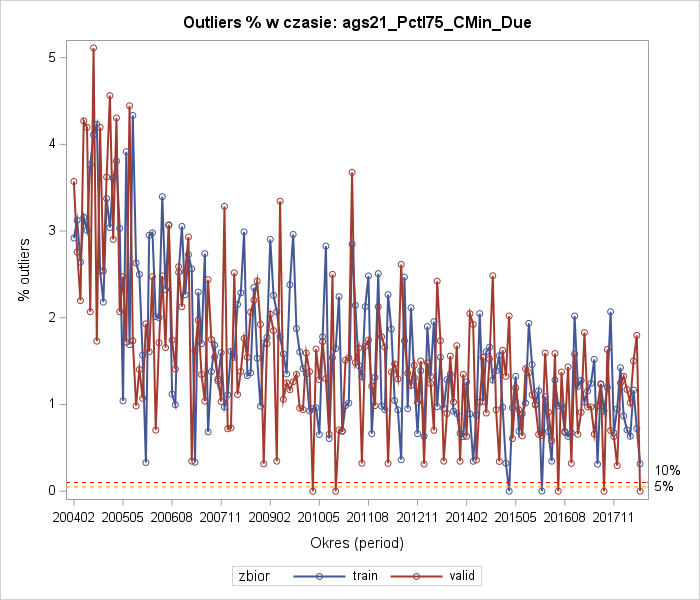 Outliers % w czasie: ags21_Pctl75_CMin_Due
% outliers
5
4
3
2
1
0
10%
5%
200402 200505 200608 200711 200902 201005 201108 201211 201402 201505 201608 201711
Okres (period)
zbior train valid